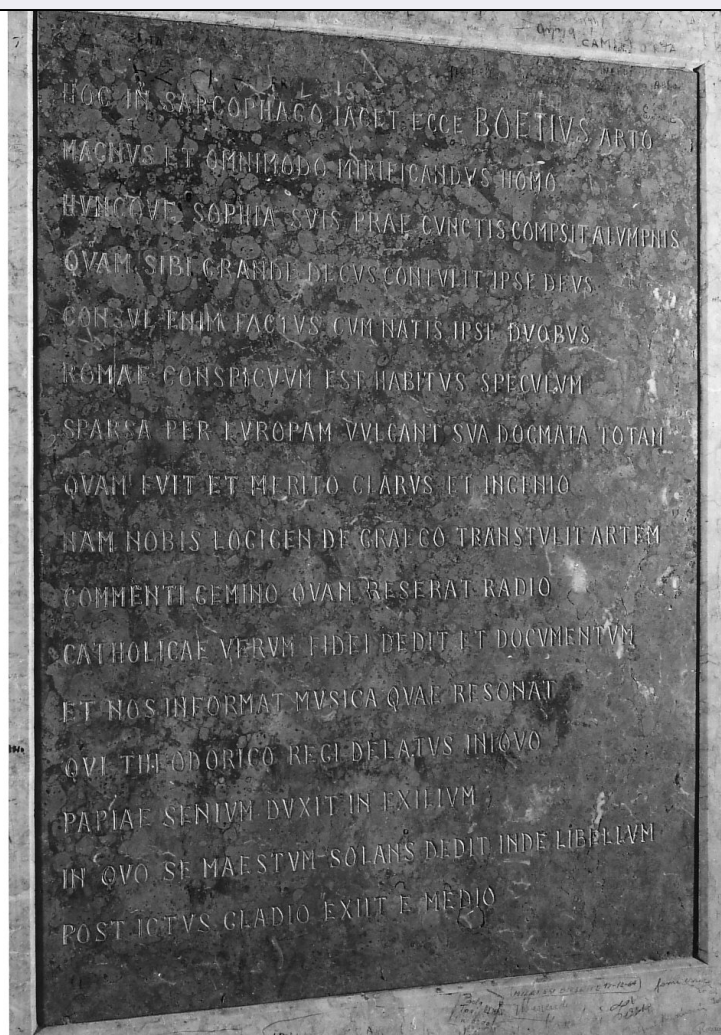 HOC IN SARCOPHAGO IACET ECCE BOETIVS ARTO
MAGNVS ET OMNIMODO MIRIFICANDVS HOMO
HVNCQVE SOPHIA SVIS PRAE CVNCTIS COMPSIT ALVMPNIS
QVAM SIBI GRANDE DECVS CONTVLIT IPSE DEVS
CONSVL ENIM FACTVS CVM NATIS IPSE DVOBVS
ROMAE CONSPICVVM EST HABITVS SPECVLVM
SPARSA PER EVROPAM VVLGANT SVA DOGMATA TOTAM
QVAM FVIT ET MERITO CLARVS ET INGENIO
NAM NOBIS LOGIGEN DE GRAECO TRANSTVLIT ARTEM
COMMENTI GEMINO QVAM RESERAT RADIO
CATHOLICAE VERVM FIDEI DEDIT ET DOCVMENTVM
ET NOS INFORMAT MVSICA QVAE RESONAT
QVI THEODORICO REGI DELATVS INIQVO
PAPIAE SENIVM DVXIT IN EXILIVM
IN QVO SE MAESTVM SOLANS DEDIT INDE LIBELLVM
POST ICTVS GLADIO EXIIT E MEDIO